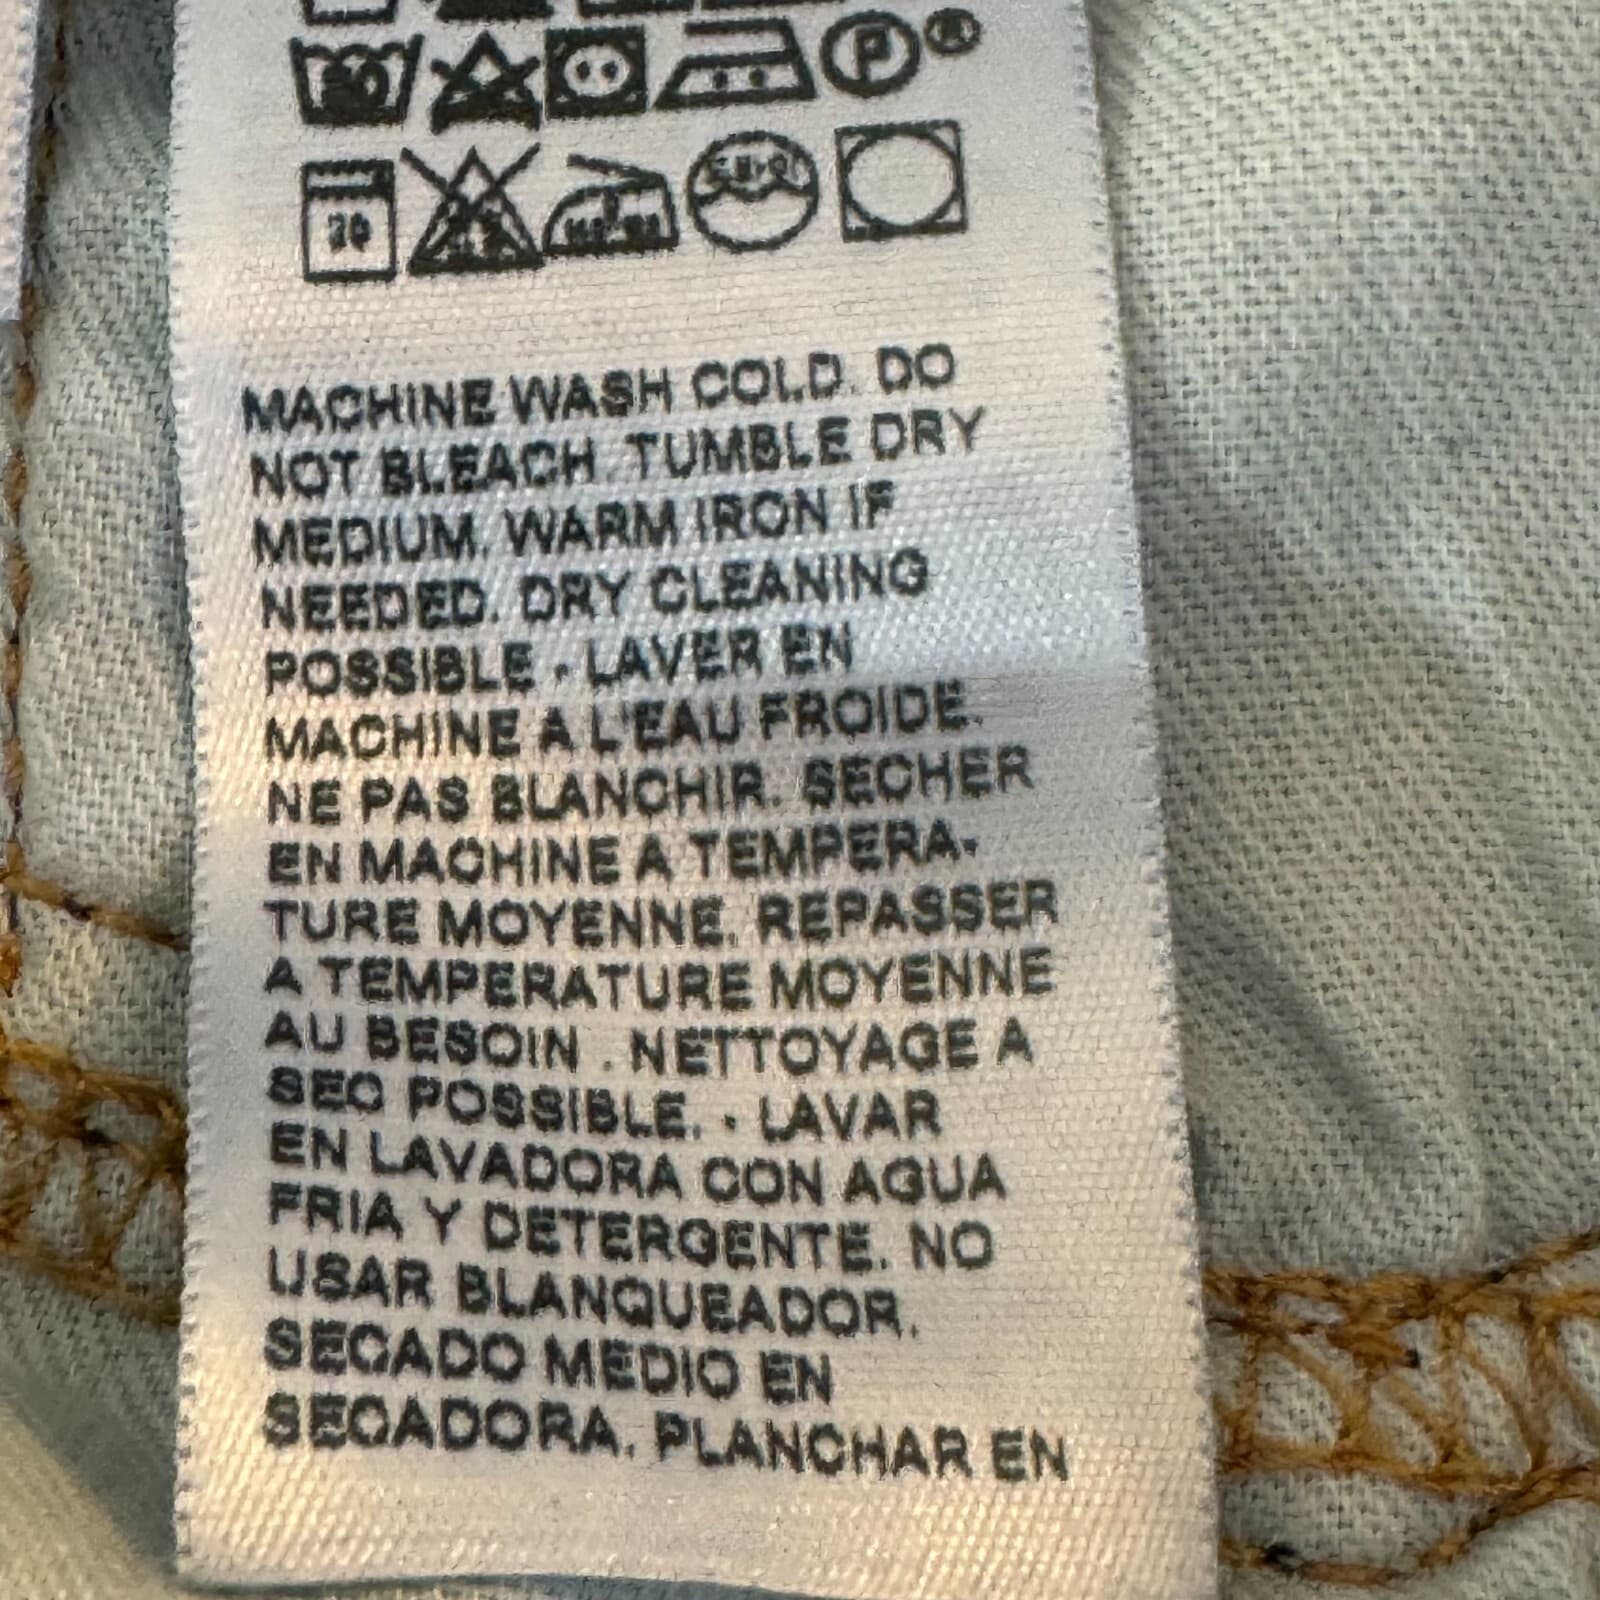 P ®
30
MACHINE WASH COLD. DO
NOT BLEACH. TUMBLE DRY
MEDIUM. WARM IRON IF
NEEDED. DRY CLEANING
POSSIBLE - LAVER EN
MACHINE A L'EAU FROIDE.
NE PAS BLANCHIR. SECHER
EN MACHINE A TEMPERA-
TURE MOYENNE. REPASSER
A TEMPERATURE MOYENNE
AU BESOIN . NETTOYAGE A
SEC POSSIBLE. - LAVAR
EN LAVADORA CON AGUA
FRIA Y DETERGENTE. NO
USAR BLANQUEADOR.
SECADO MEDIO EN
SECADORA. PLANCHAR EN